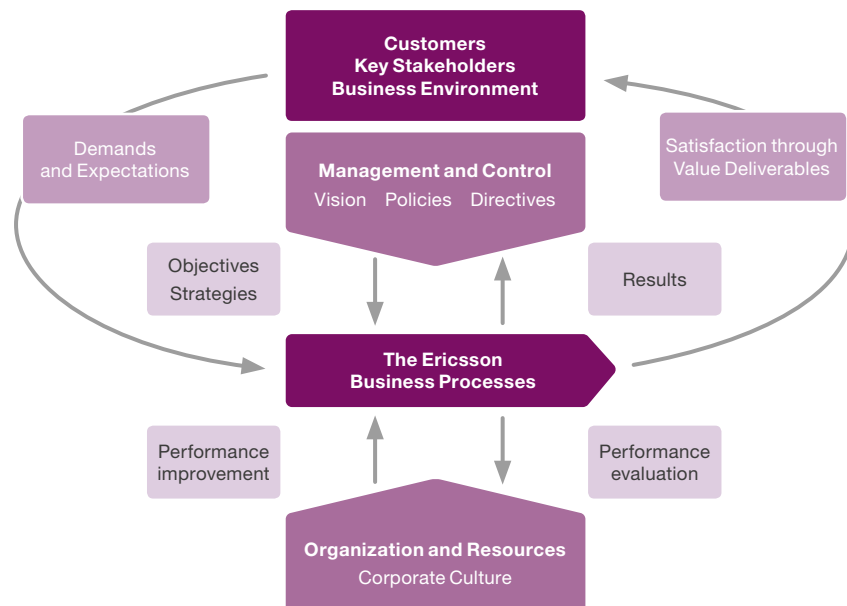 Customers
Key Stakeholders
Business Environment
Demands
and Expectations
Satisfaction through
Value Deliverables
Management and Control
Vision Policies Directives
Objectives
Strategies
Results
The Ericsson
Business Processes
Performance
improvement
Performance
evaluation
Organization and Resources
Corporate Culture